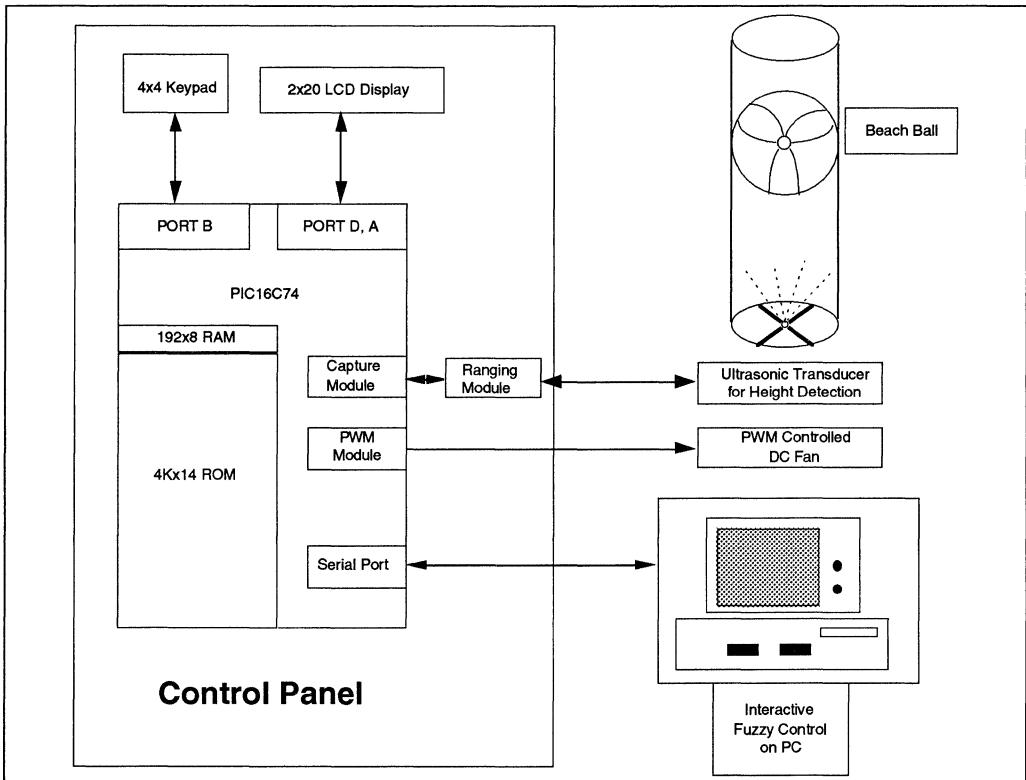 4x4 Keypad
2x20 LCD Display
Beach Ball
PORT B
PORT D, A
PIC16C74
192x8 RAM
Capture
Module
Ranging
Module
Ultrasonic Transducer
for Height Detection
PWM
Module
PWM Controlled
DC Fan
4Kx14 ROM
Serial Port
Control Panel
Interactive
Fuzzy Control
on PC